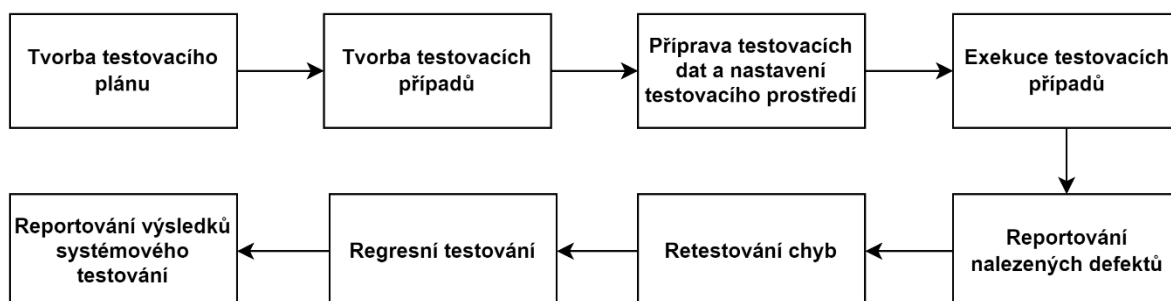 Tvorba testovacího
plánu
Tvorba testovacích
případů
Příprava testovacích
dat a nastavení
testovacího prostředí
Exekuce testovacích
případů
Reportování
nalezených defektů
Retestování chyb
Regresní testování
Reportování výsledků
systémového
testování